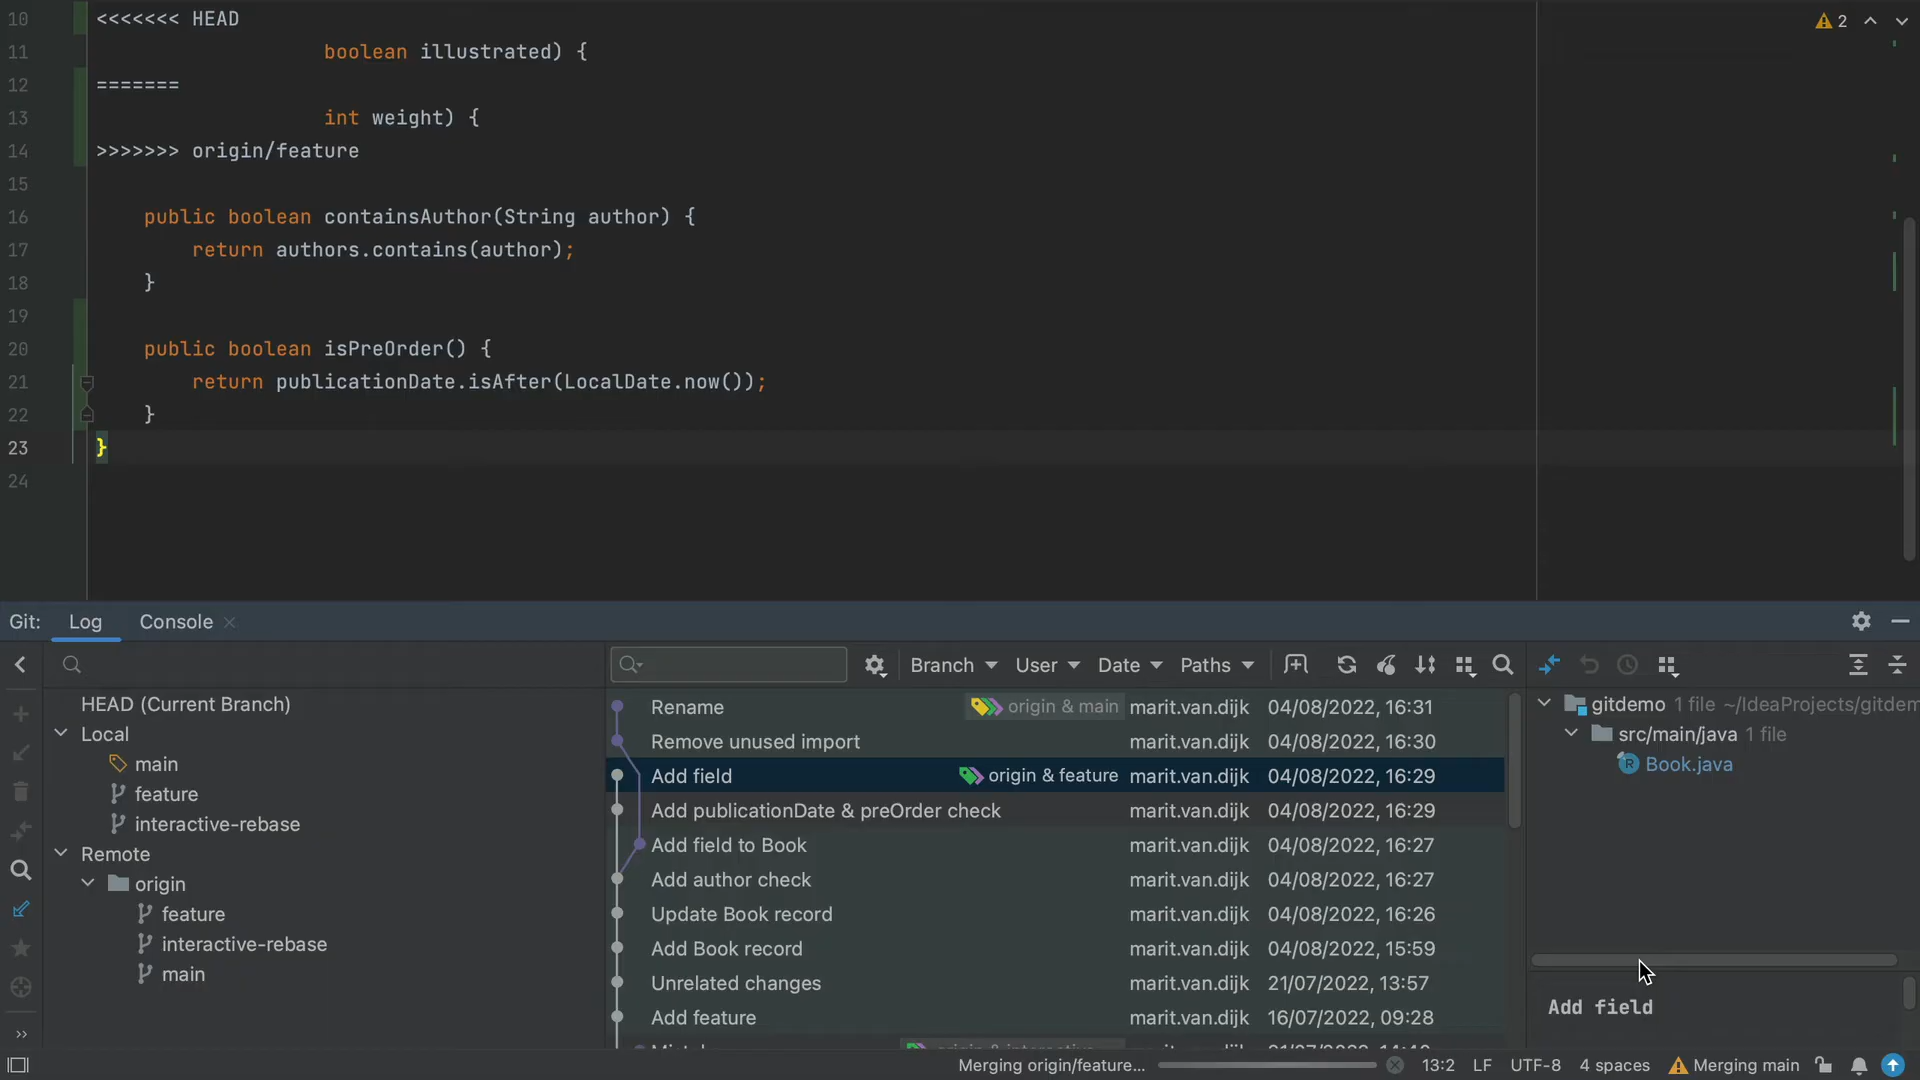 10 <<<<<<< HEAD
2
11 boolean illustrated) {
12 =======
13 int weight) {
14 >>>>>>> origin/feature
15
16 public boolean containsAuthor(String author) {
17 return authors.contains(author);
18 }
19
20 public boolean isPreOrder() {
21 return publicationDate.isAfter(LocalDate.now());
22 }
23 }
24
Git: Log Console
Branch User Date Paths
HEAD (Current Branch)
Local
main
feature
interactive-rebase
Remote
origin
feature
interactive-rebase
main
Rename origin & main marit.van.dijk 04/08/2022, 16:31
Remove unused import marit.van.dijk 04/08/2022, 16:30
Add field origin & feature marit.van.dijk 04/08/2022, 16:29
Add publicationDate & preOrder check marit.van.dijk 04/08/2022, 16:29
Add field to Book marit.van.dijk 04/08/2022, 16:27
Add author check marit.van.dijk 04/08/2022, 16:27
Update Book record marit.van.dijk 04/08/2022, 16:26
Add Book record marit.van.dijk 04/08/2022, 15:59
Unrelated changes marit.van.dijk 21/07/2022, 13:57
Add feature marit.van.dijk 16/07/2022, 09:28
gitdemo 1 file ~/IdeaProjects/gitdem
src/main/java 1 file
Book.java
Add field
Merging origin/feature... 13:2 LF UTF-8 4 spaces Merging main